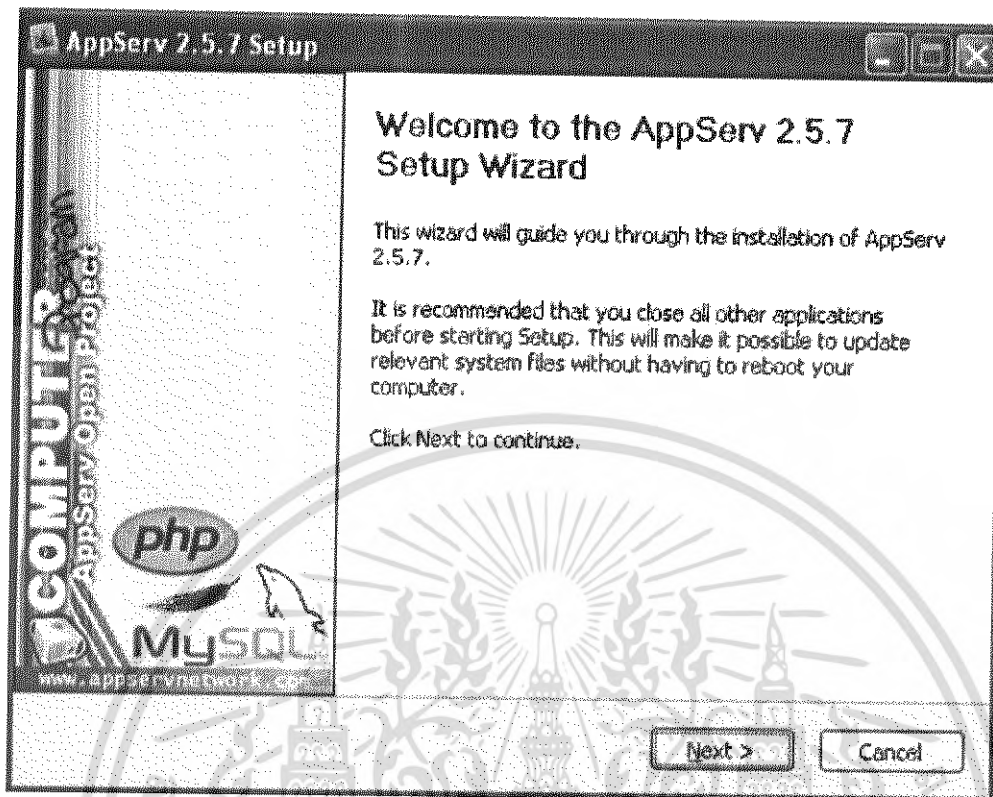 AppServ 2.5.7 Setup
Welcome to the AppServ 2.5.7
Setup Wizard
This wizard will guide you through the installation of AppServ
2.5.7.
It is recommended that you close all other applications
before starting Setup. This will make it possible to update
relevant system files without having to reboot your
computer.
Click Next to continue.
COMPUTER
AppServ Open Project
php
MySQL
www.appservnetwork.com
Next >
Cancel